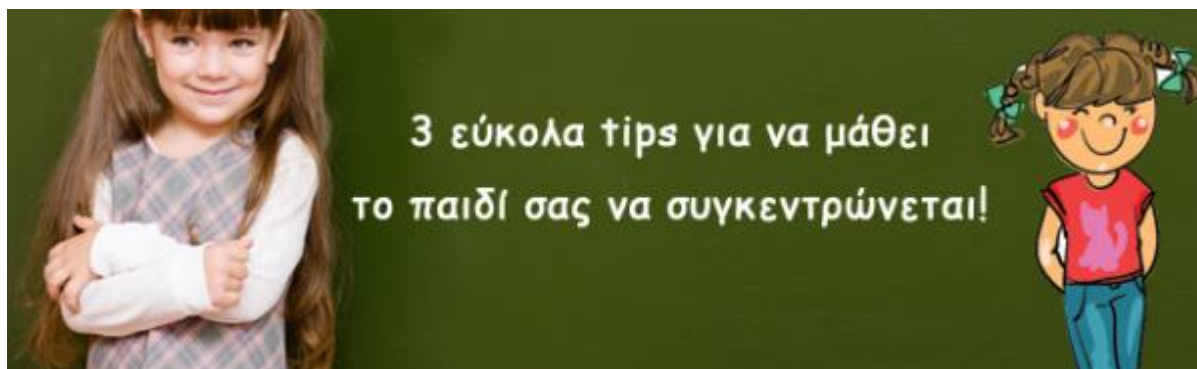 3 εύκολα tips για να μάθει
το παιδί σας να συγκεντρώνεται!